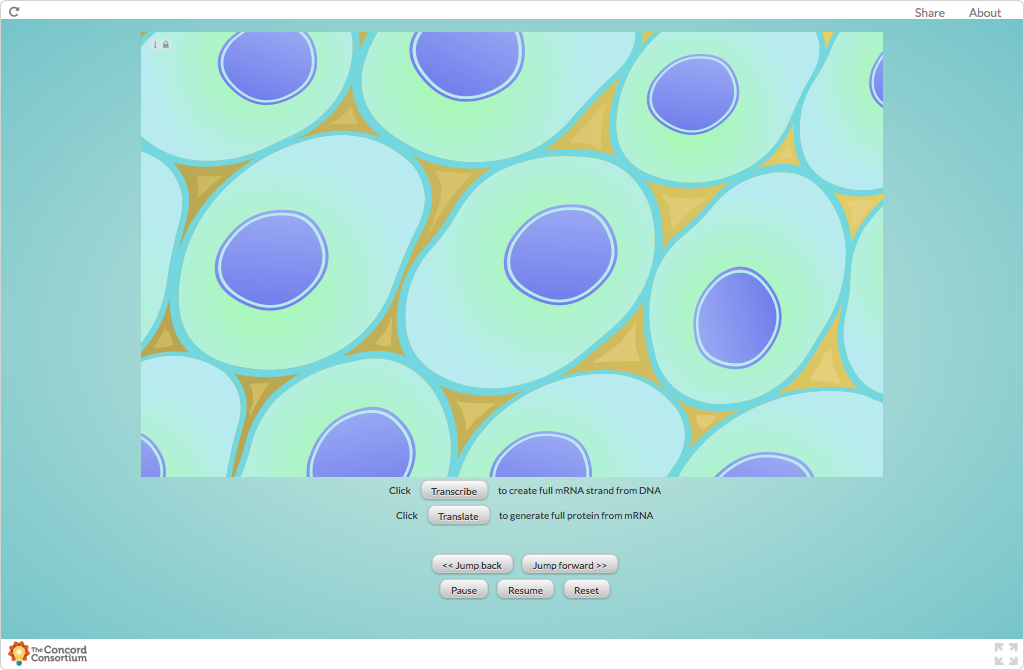 Share About
Click Transcribe to create full mRNA strand from DNA
Click Translate to generate full protein from mRNA
<< Jump back Jump forward >>
Pause Resume Reset
The Concord
Consortium